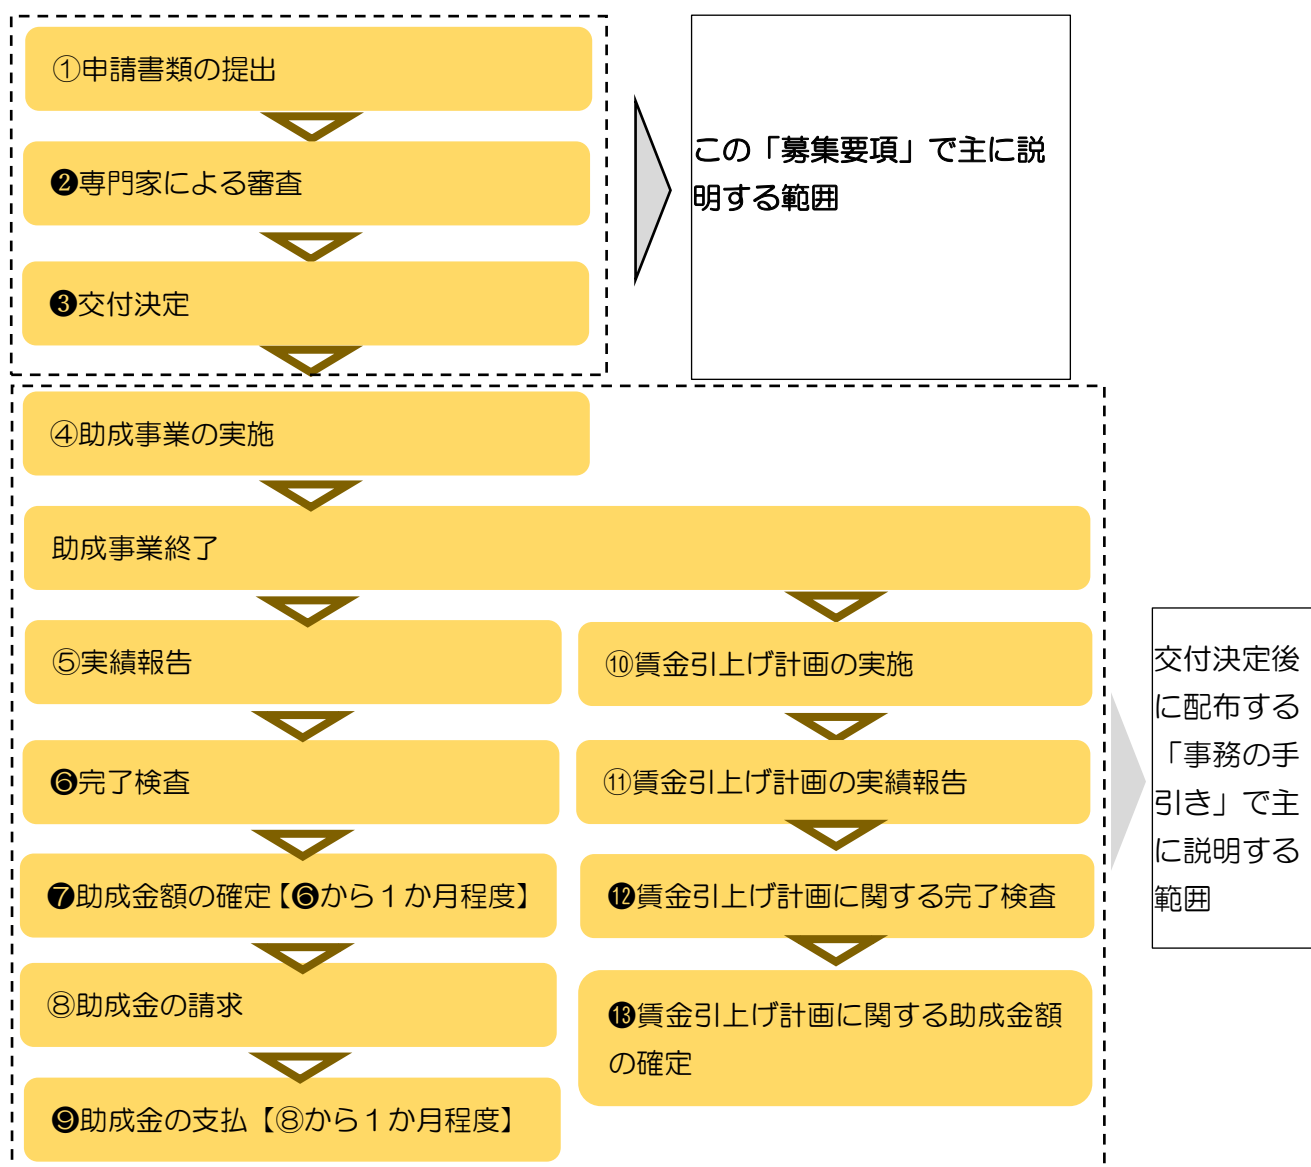 ①申請書類の提出
❷専門家による審査
❸交付決定
この「募集要項」で主に説
明する範囲
④助成事業の実施
助成事業終了
⑤実績報告
❻完了検査
❼助成金額の確定【❻から１か月程度】
⑧助成金の請求
❾助成金の支払【⑧から１か月程度】
⑩賃金引上げ計画の実施
⑪賃金引上げ計画の実績報告
⓬賃金引上げ計画に関する完了検査
⓭賃金引上げ計画に関する助成金額
の確定
交付決定後
に配布する
「事務の手
引き」で主
に説明する
範囲